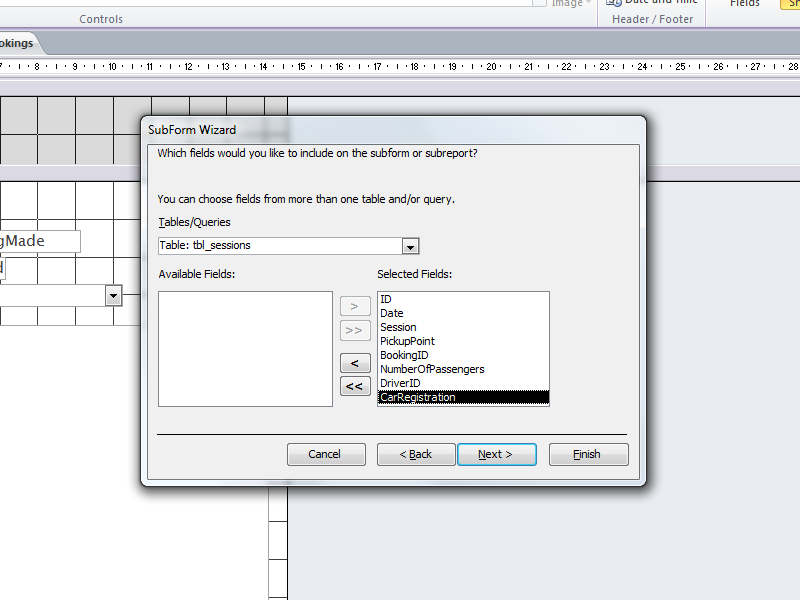 Image
Date and Time
Fields
Controls
Header / Footer
okings
7 8 9 10 11 12 13 14 15 16 17 18 19 20 21 22 23 24 25 26 27 28
SubForm Wizard
Which fields would you like to include on the subform or subreport?
You can choose fields from more than one table and/or query.
Tables/Queries
gMade
Table: tbl_sessions
d
Available Fields:
Selected Fields:
ID
>
Date
Session
>>
PickupPoint
BookingID
<
NumberOfPassengers
<<
DriverID
CarRegistration
Cancel
< Back
Next >
Finish